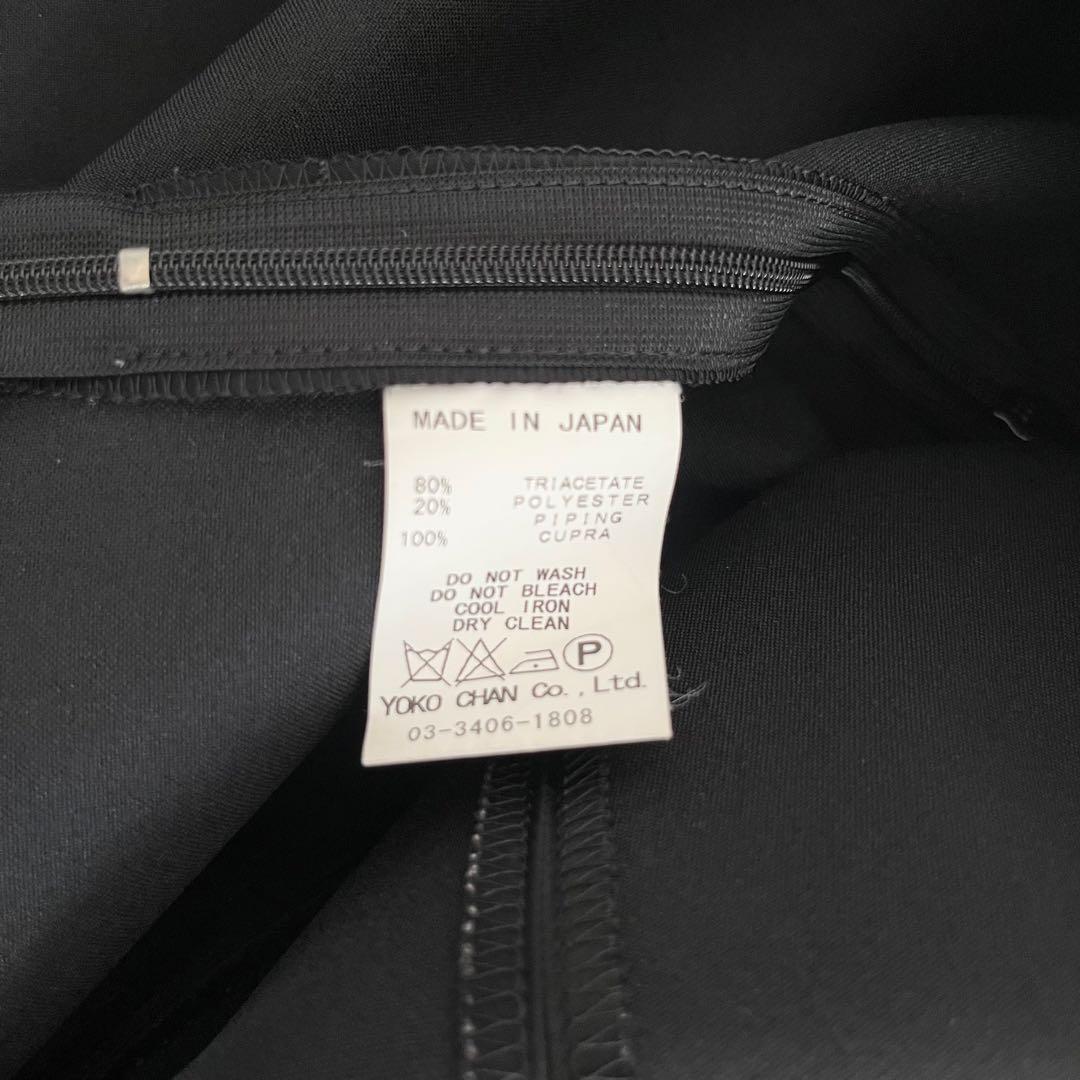 MADE IN JAPAN
80% TRIACETATE
20% POLYESTER
PIPING
100% CUPRA
DO NOT WASH
DO NOT BLEACH
COOL IRON
DRY CLEAN
P
YOKO CHAN Co.,Ltd.
03-3406-1808